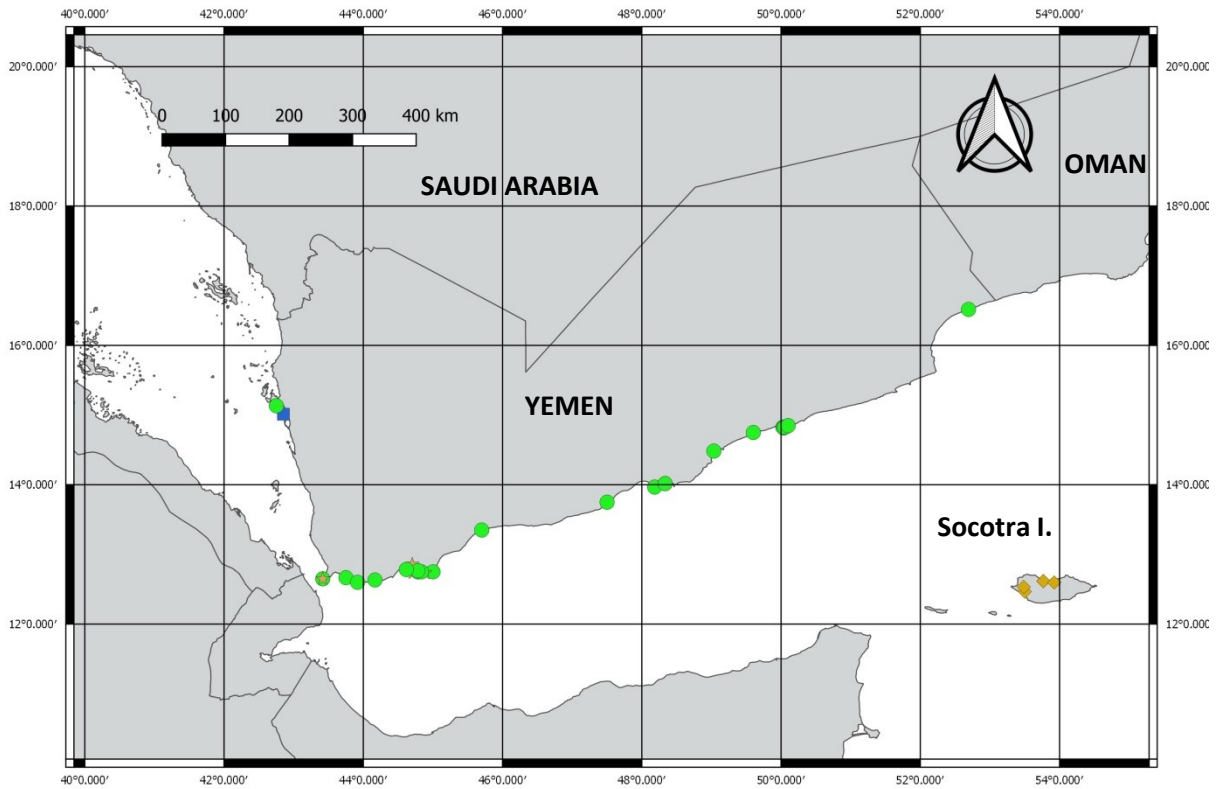 40°0.000′ 42°0.000′ 44°0.000′ 46°0.000′ 48°0.000′ 50°0.000′ 52°0.000′ 54°0.000′
20°0.000′ 20°0.000′
0 100 200 300 400 km
OMAN
SAUDI ARABIA
18°0.000′ 18°0.000′
16°0.000′ 16°0.000′
YEMEN
14°0.000′ 14°0.000′
Socotra I.
12°0.000′ 12°0.000′
40°0.000′ 42°0.000′ 44°0.000′ 46°0.000′ 48°0.000′ 50°0.000′ 52°0.000′ 54°0.000′